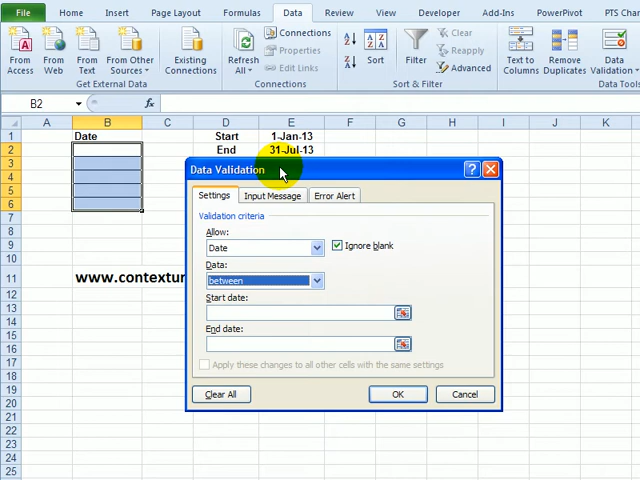 File Home Insert Page Layout Formulas Data Review View Developer Add-Ins PowerPivot PTS Char
From Access From Web From Text From Other Sources Existing Connections Refresh All Connections Properties Edit Links Sort Filter Clear Reapply Advanced Text to Columns Remove Duplicates Data Validation
Get External Data Connections Sort & Filter Data Tools
B2 fx
A B C D E F G H I J K
1 Date Start 1-Jan-13
2 End 31-Jul-13
3
4
5
6
7
8
9
10
11 www.contextur
12
13
14
15
16
17
18
19
20
21
22
23
24
25
Data Validation ?
Settings Input Message Error Alert
Validation criteria
Allow:
Date Ignore blank
Data:
between
Start date:
End date:
Apply these changes to all other cells with the same settings
Clear All OK Cancel